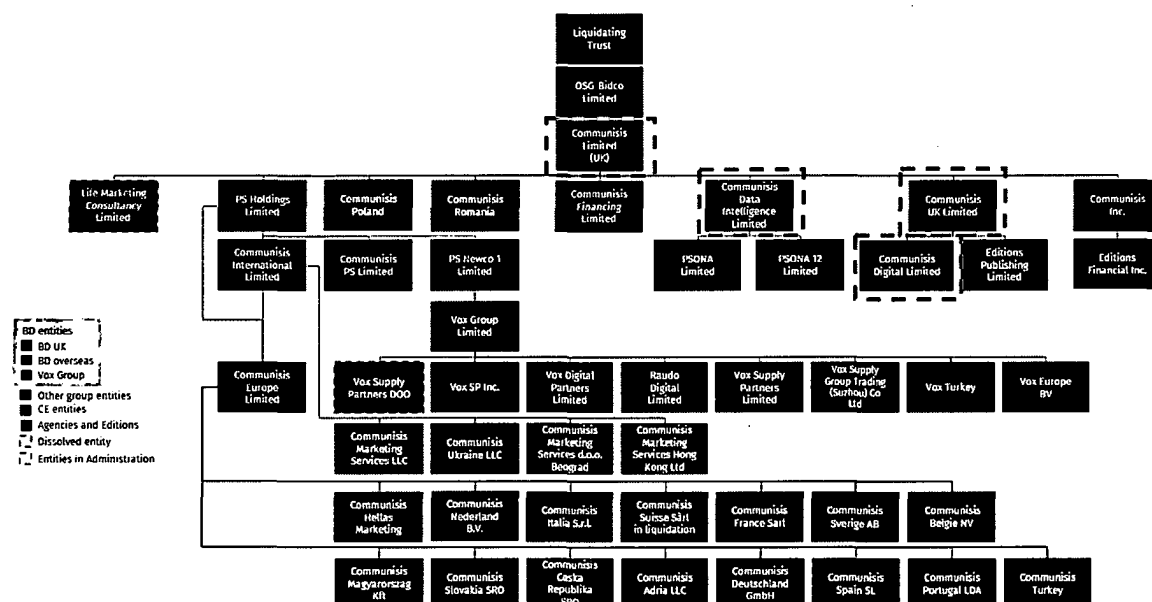 Liquidating
Trust
OSG Bidco
Limited
Communisis
Limited
(UK)
Life Marketing
Consultancy
Limited
PS Holdings
Limited
Communisis
Poland
Communisis
Romania
Communisis
Financing
Limited
Communisis
Data
Intelligence
Limited
Communisis
UK Limited
Communisis
Inc.
Communisis
International
Limited
Communisis
PS Limited
PS Newco 1
Limited
PSONA
Limited
PSONA 12
Limited
Communisis
Digital Limited
Editions
Publishing
Limited
Editions
Financial Inc.
Vox Group
Limited
BD entities
BD UK
BD overseas
Vox Group
Other group entities
CE entities
Agencies and Editions
Dissolved entity
Entities in Administration
Communisis
Europe
Limited
Vox Supply
Partners DOO
Vox SP Inc.
Vox Digital
Partners
Limited
Raudo
Digital
Limited
Vox Supply
Partners
Limited
Vox Supply
Group Trading
(Suzhou) Co
Ltd
Vox Turkey
Vox Europe
BV
Communisis
Marketing
Services LLC
Communisis
Ukraine LLC
Communisis
Marketing
Services d.o.o.
Beograd
Communisis
Marketing
Services Hong
Kong Ltd
Communisis
Hellas
Marketing
Communisis
Nederland
B.V.
Communisis
Italia S.r.L
Communisis
Suisse Sàrl
in liquidation
Communisis
France Sarl
Communisis
Sverige AB
Communisis
Belgie NV
Communisis
Magyarorszag
Kft
Communisis
Slovakia SRO
Communisis
Ceska
Republika
SRO
Communisis
Adria LLC
Communisis
Deutschland
GmbH
Communisis
Spain SL
Communisis
Portugal LDA
Communisis
Turkey